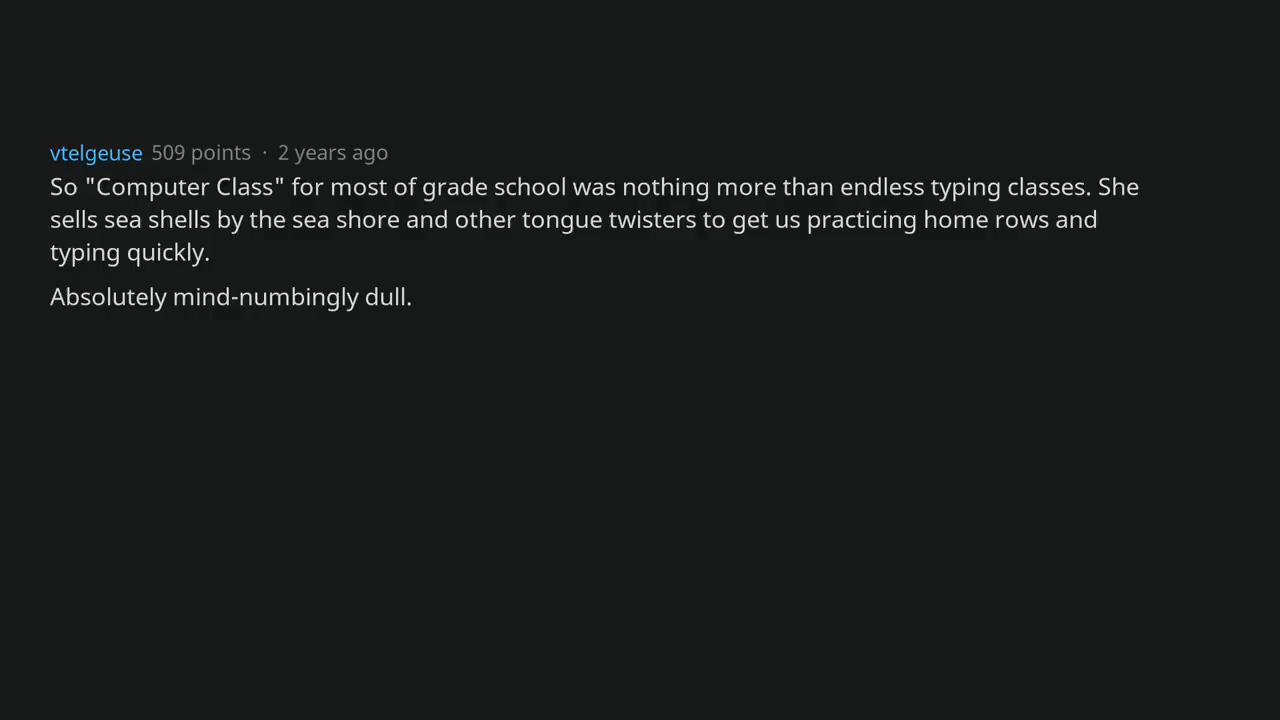 vtelgeuse 509 points · 2 years ago
So "Computer Class" for most of grade school was nothing more than endless typing classes. She
sells sea shells by the sea shore and other tongue twisters to get us practicing home rows and
typing quickly.
Absolutely mind-numbingly dull.